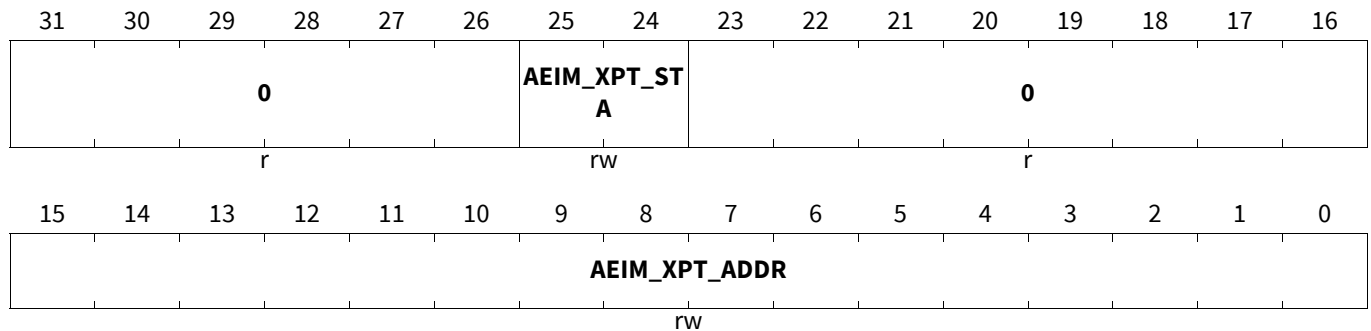 31 30 29 28 27 26 25 24 23 22 21 20 19 18 17 16
0 AEIM_XPT_ST 0
A
r rw r
15 14 13 12 11 10 9 8 7 6 5 4 3 2 1 0
AEIM_XPT_ADDR
rw